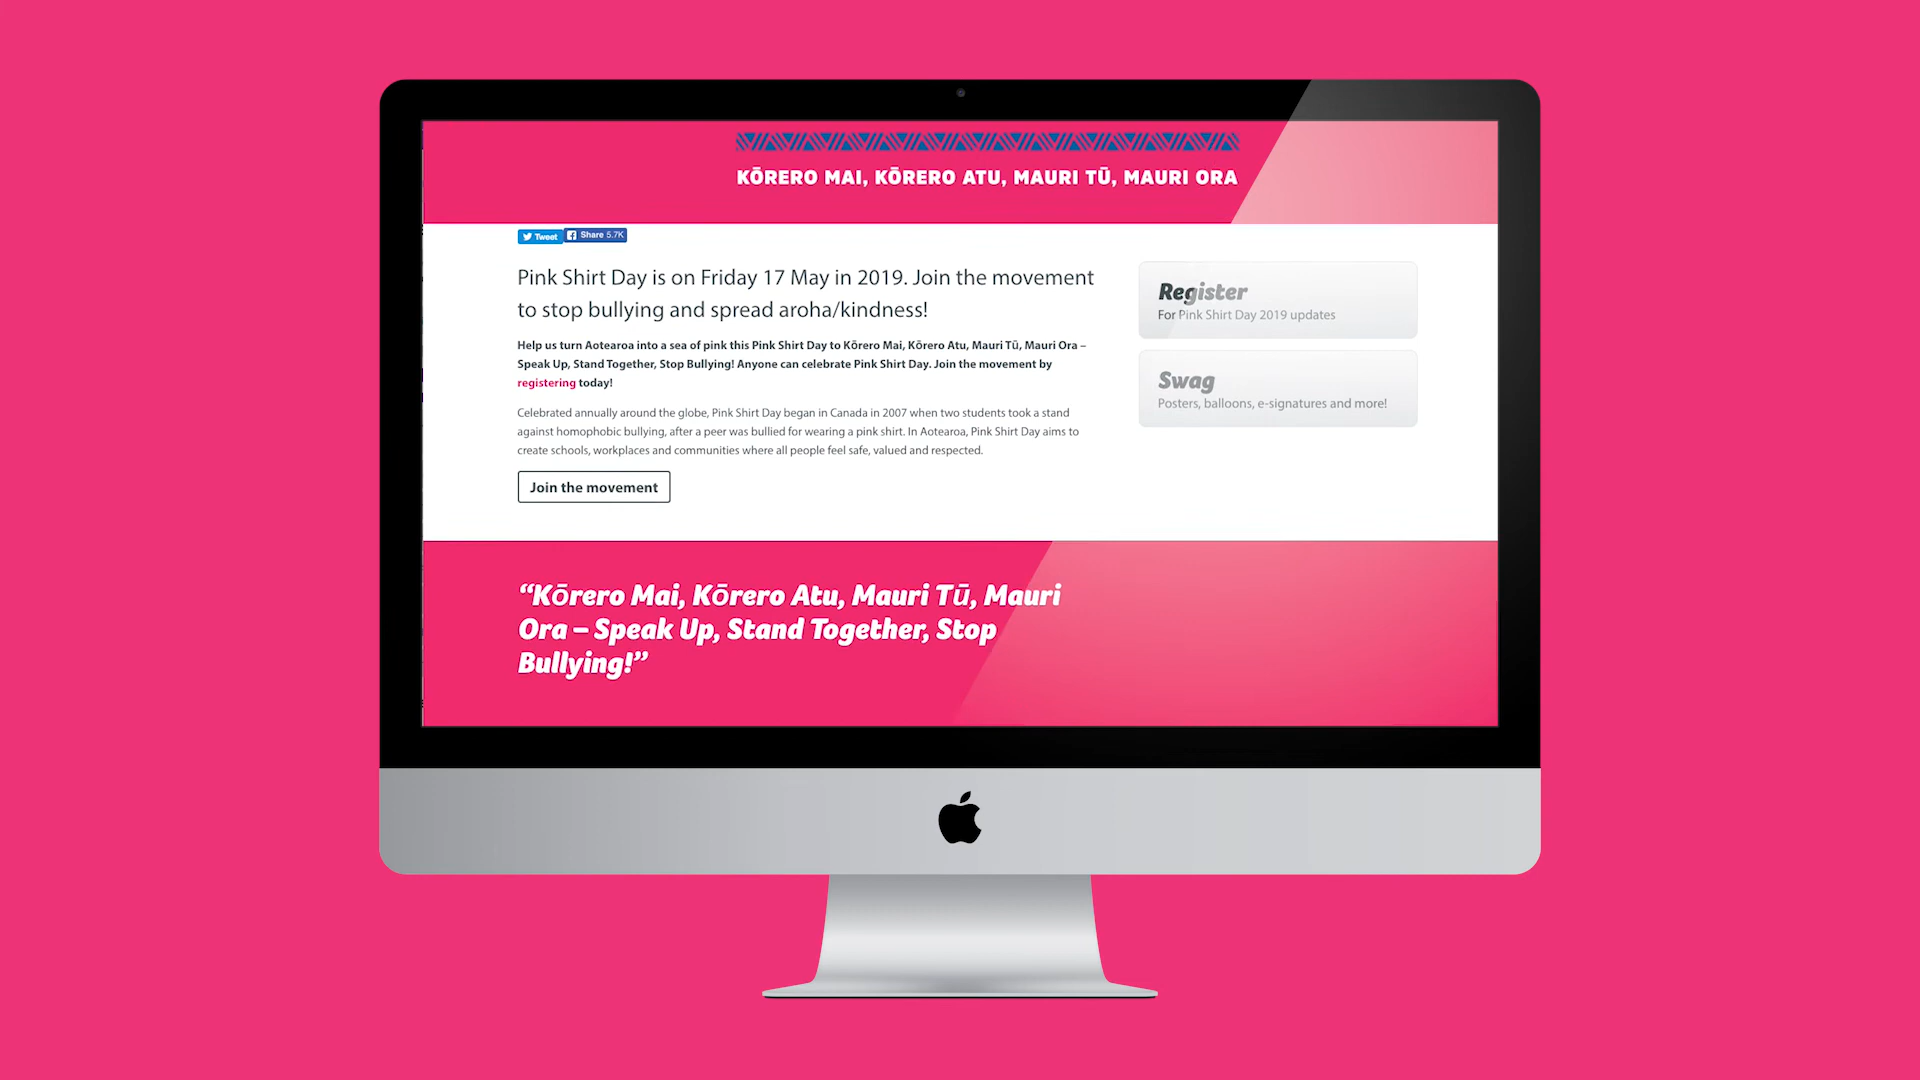 KŌRERO MAI, KŌRERO ATU, MAURI TŪ, MAURI ORA
Tweet Share 5.7K
Pink Shirt Day is on Friday 17 May in 2019. Join the movement
to stop bullying and spread aroha/kindness!
Help us turn Aotearoa into a sea of pink this Pink Shirt Day to Kōrero Mai, Kōrero Atu, Mauri Tū, Mauri Ora –
Speak Up, Stand Together, Stop Bullying! Anyone can celebrate Pink Shirt Day. Join the movement by
registering today!
Celebrated annually around the globe, Pink Shirt Day began in Canada in 2007 when two students took a stand
against homophobic bullying, after a peer was bullied for wearing a pink shirt. In Aotearoa, Pink Shirt Day aims to
create schools, workplaces and communities where all people feel safe, valued and respected.
Join the movement
Register
For Pink Shirt Day 2019 updates
Swag
Posters, balloons, e-signatures and more!
“Kōrero Mai, Kōrero Atu, Mauri Tū, Mauri
Ora – Speak Up, Stand Together, Stop
Bullying!”